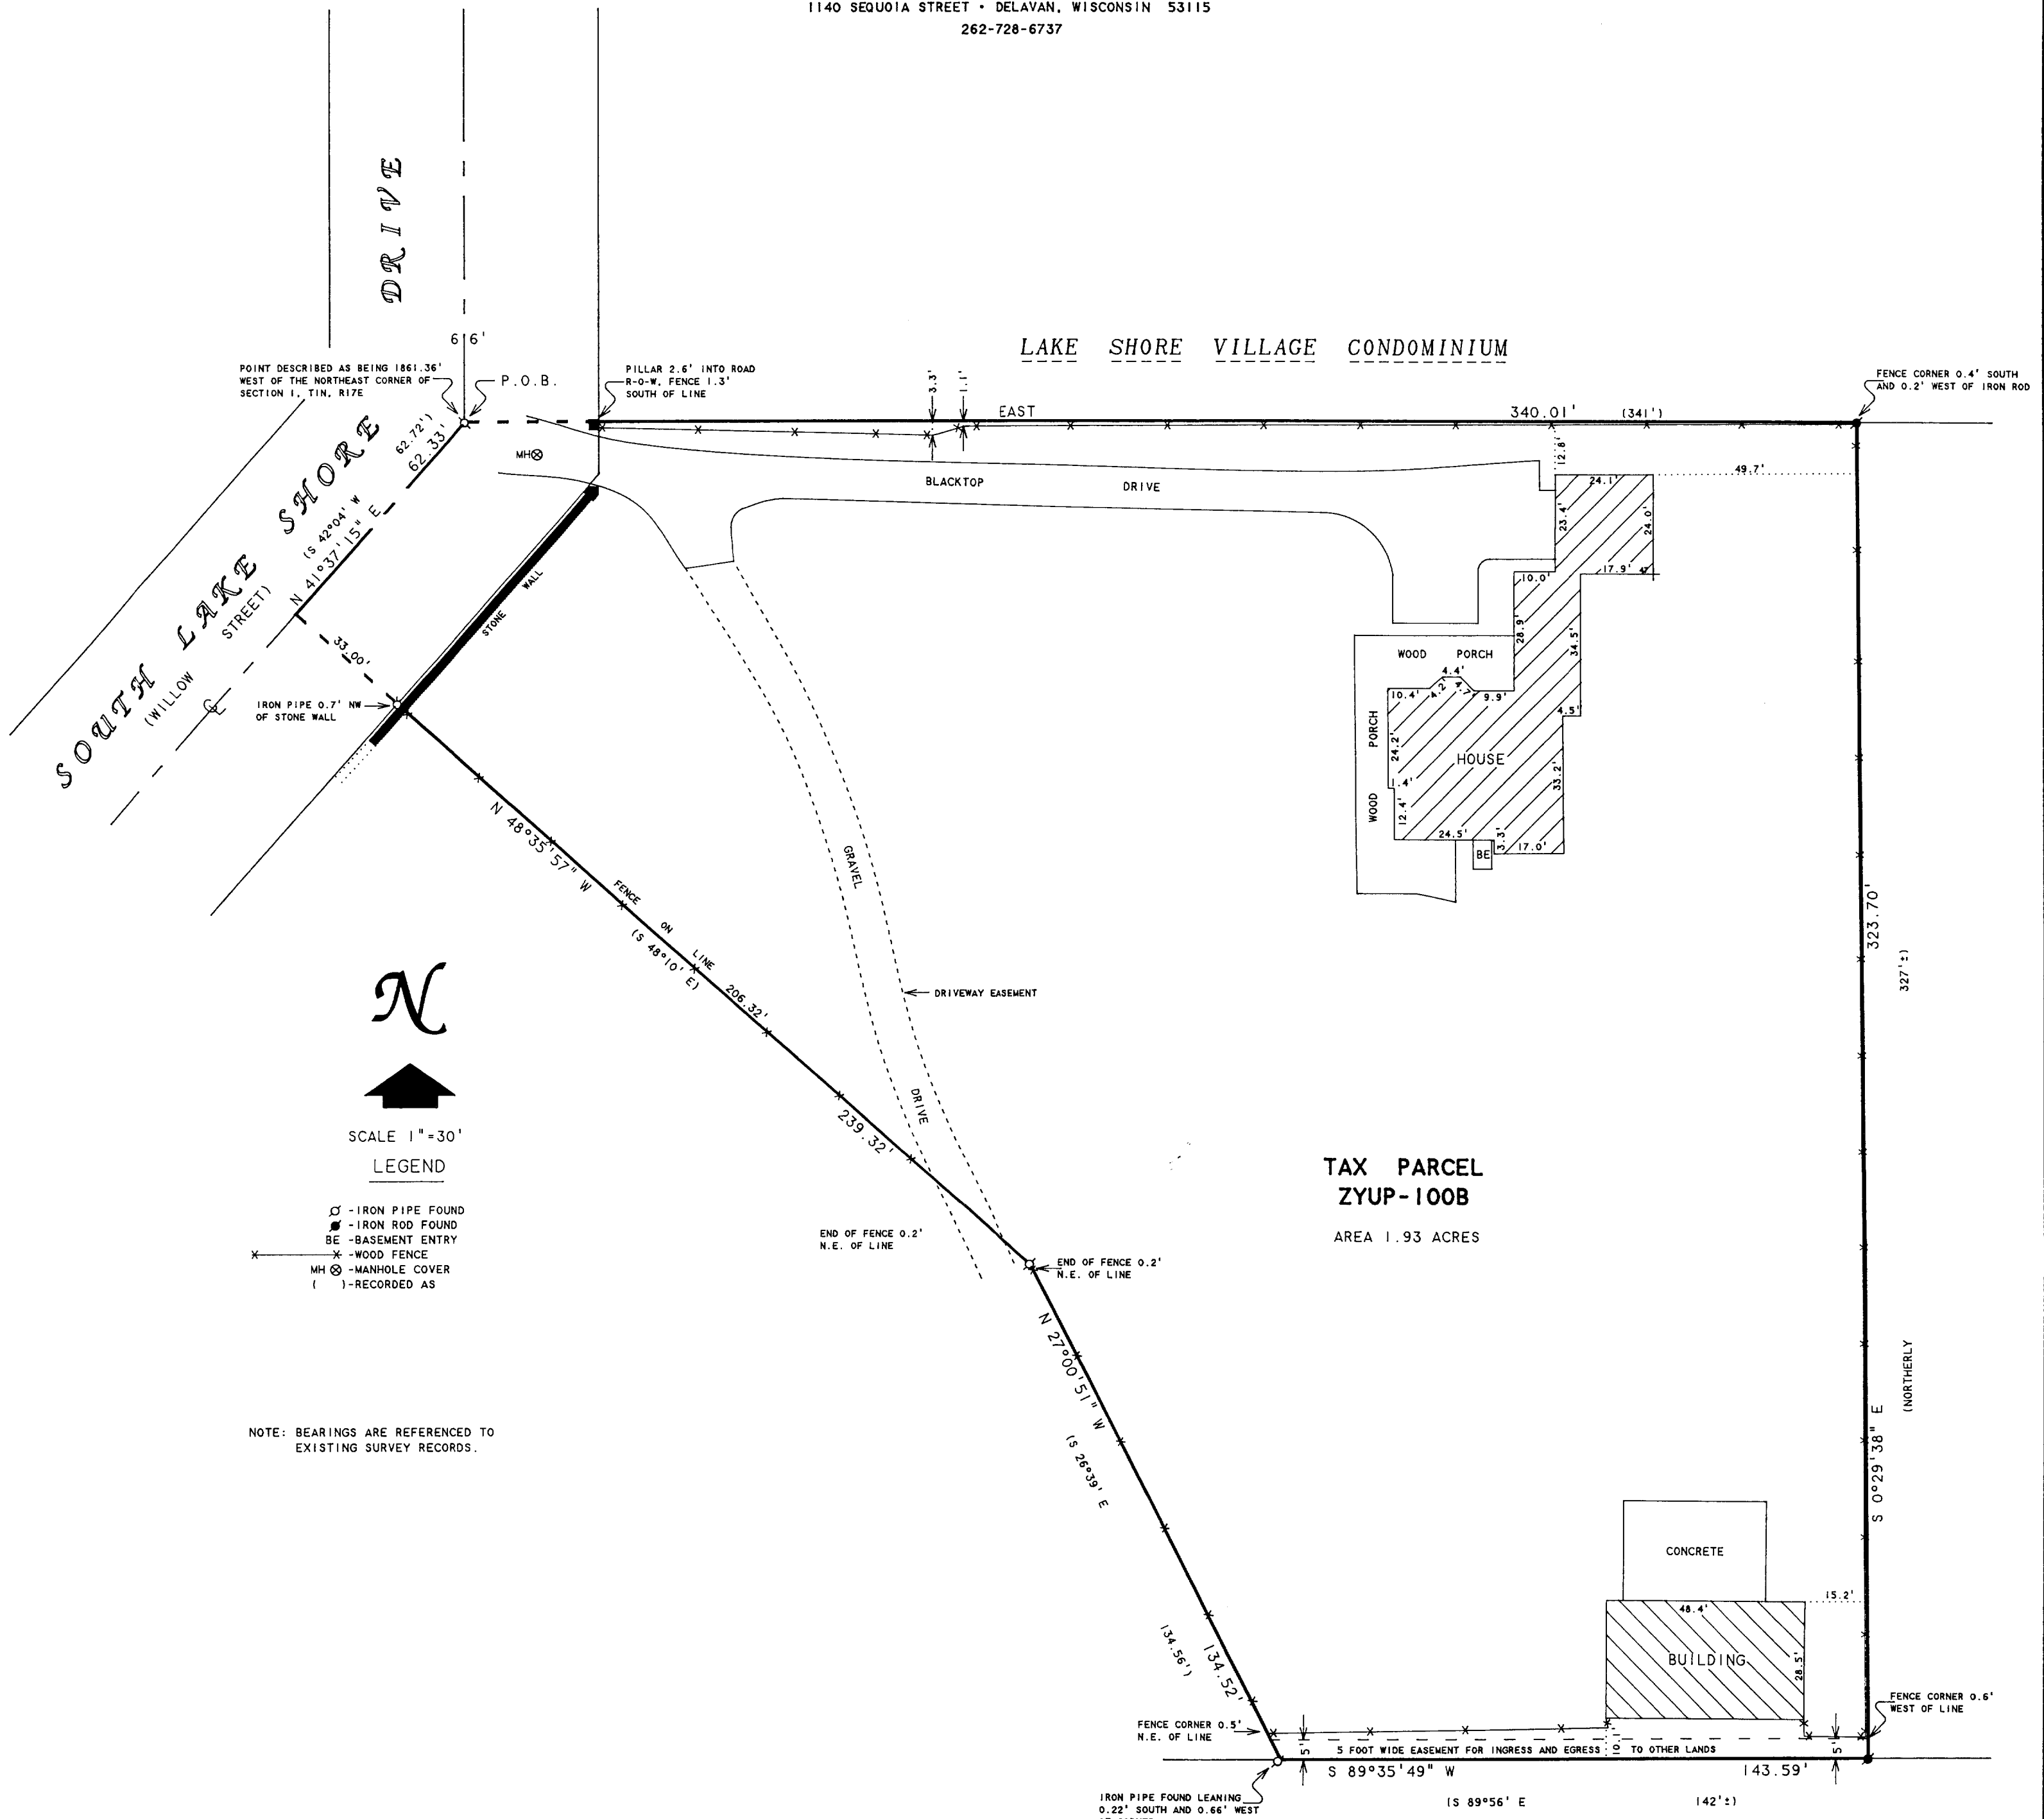 1140 SEQUOIA STREET • DELAVAN, WISCONSIN 53115
262-728-6737
DRIVE
66'
POINT DESCRIBED AS BEING 1861.36'
WEST OF THE NORTHEAST CORNER OF
SECTION 1, T1N, R17E
P.O.B.
PILLAR 2.6' INTO ROAD
R-O-W, FENCE 1.3'
SOUTH OF LINE
LAKE SHORE VILLAGE CONDOMINIUM
FENCE CORNER 0.4' SOUTH
AND 0.2' WEST OF IRON ROD
3.3'
1.1'
EAST
340.01'
(341')
62.72')
62.33'
(S 42°04' W
N 41°37'15" E
SOUTH LAKE SHORE
(WILLOW STREET)
33.00'
MH
BLACKTOP DRIVE
12.8'
49.7'
24.1'
23.4'
24.0'
17.9'
10.0'
28.9'
34.5'
STONE WALL
WOOD PORCH
4.4'
10.4'
4.2'
4.7'
9.9'
4.5'
WOOD PORCH
24.2'
HOUSE
1.4'
33.2'
12.4'
24.5'
3.3'
17.0'
BE
IRON PIPE 0.7' NW
OF STONE WALL
N 48°35'57" W
FENCE ON LINE
(S 48°10' E)
206.32'
239.32'
GRAVEL
DRIVE
DRIVEWAY EASEMENT
323.70'
327'±)
N
SCALE 1"=30'
LEGEND
-IRON PIPE FOUND
-IRON ROD FOUND
BE -BASEMENT ENTRY
X X -WOOD FENCE
MH -MANHOLE COVER
( )-RECORDED AS
TAX PARCEL
ZYUP-100B
AREA 1.93 ACRES
END OF FENCE 0.2'
N.E. OF LINE
END OF FENCE 0.2'
N.E. OF LINE
N 27°00'51" W
(S 26°39' E
134.56')
134.52'
S 0°29'38" E
(NORTHERLY
NOTE: BEARINGS ARE REFERENCED TO
EXISTING SURVEY RECORDS.
CONCRETE
15.2'
48.4'
BUILDING
28.5'
FENCE CORNER 0.6'
WEST OF LINE
FENCE CORNER 0.5'
N.E. OF LINE
5'
5 FOOT WIDE EASEMENT FOR INGRESS AND EGRESS TO OTHER LANDS
10.1'
5'
S 89°35'49" W
143.59'
IRON PIPE FOUND LEANING
0.22' SOUTH AND 0.66' WEST
(S 89°56' E
142'±)